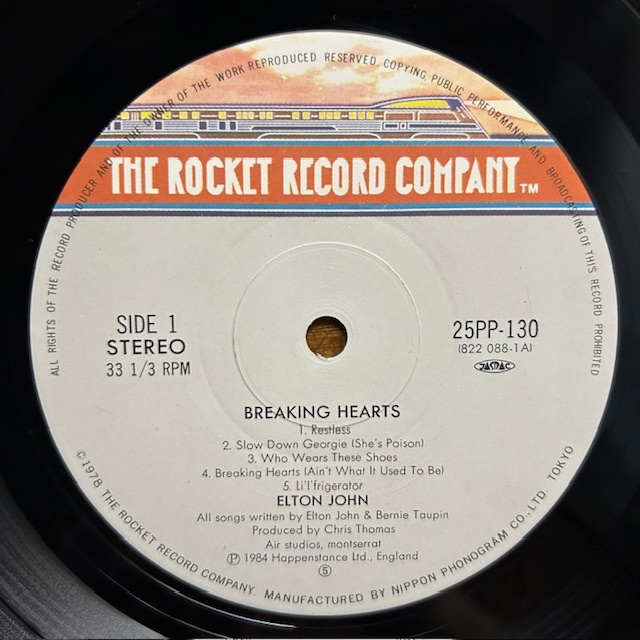 ALL RIGHTS OF THE RECORD PRODUCER AND OF THE OWNER OF THE WORK REPRODUCED RESERVED. COPYING, PUBLIC PERFORMANCE AND BROADCASTING OF THIS RECORD PROHIBITED
THE ROCKET RECORD COMPANY TM
SIDE 1
STEREO
33 1/3 RPM
25PP-130
(822 088-1A)
JASRAC
BREAKING HEARTS
1. Restless
2. Slow Down Georgie (She's Poison)
3. Who Wears These Shoes
4. Breaking Hearts (Ain't What It Used To Be)
5. Li'l'frigerator
ELTON JOHN
All songs written by Elton John & Bernie Taupin
Produced by Chris Thomas
Air studios, montserrat
Ⓟ 1984 Happenstance Ltd., England
⑤
©1978 THE ROCKET RECORD COMPANY. MANUFACTURED BY NIPPON PHONOGRAM CO., LTD. TOKYO